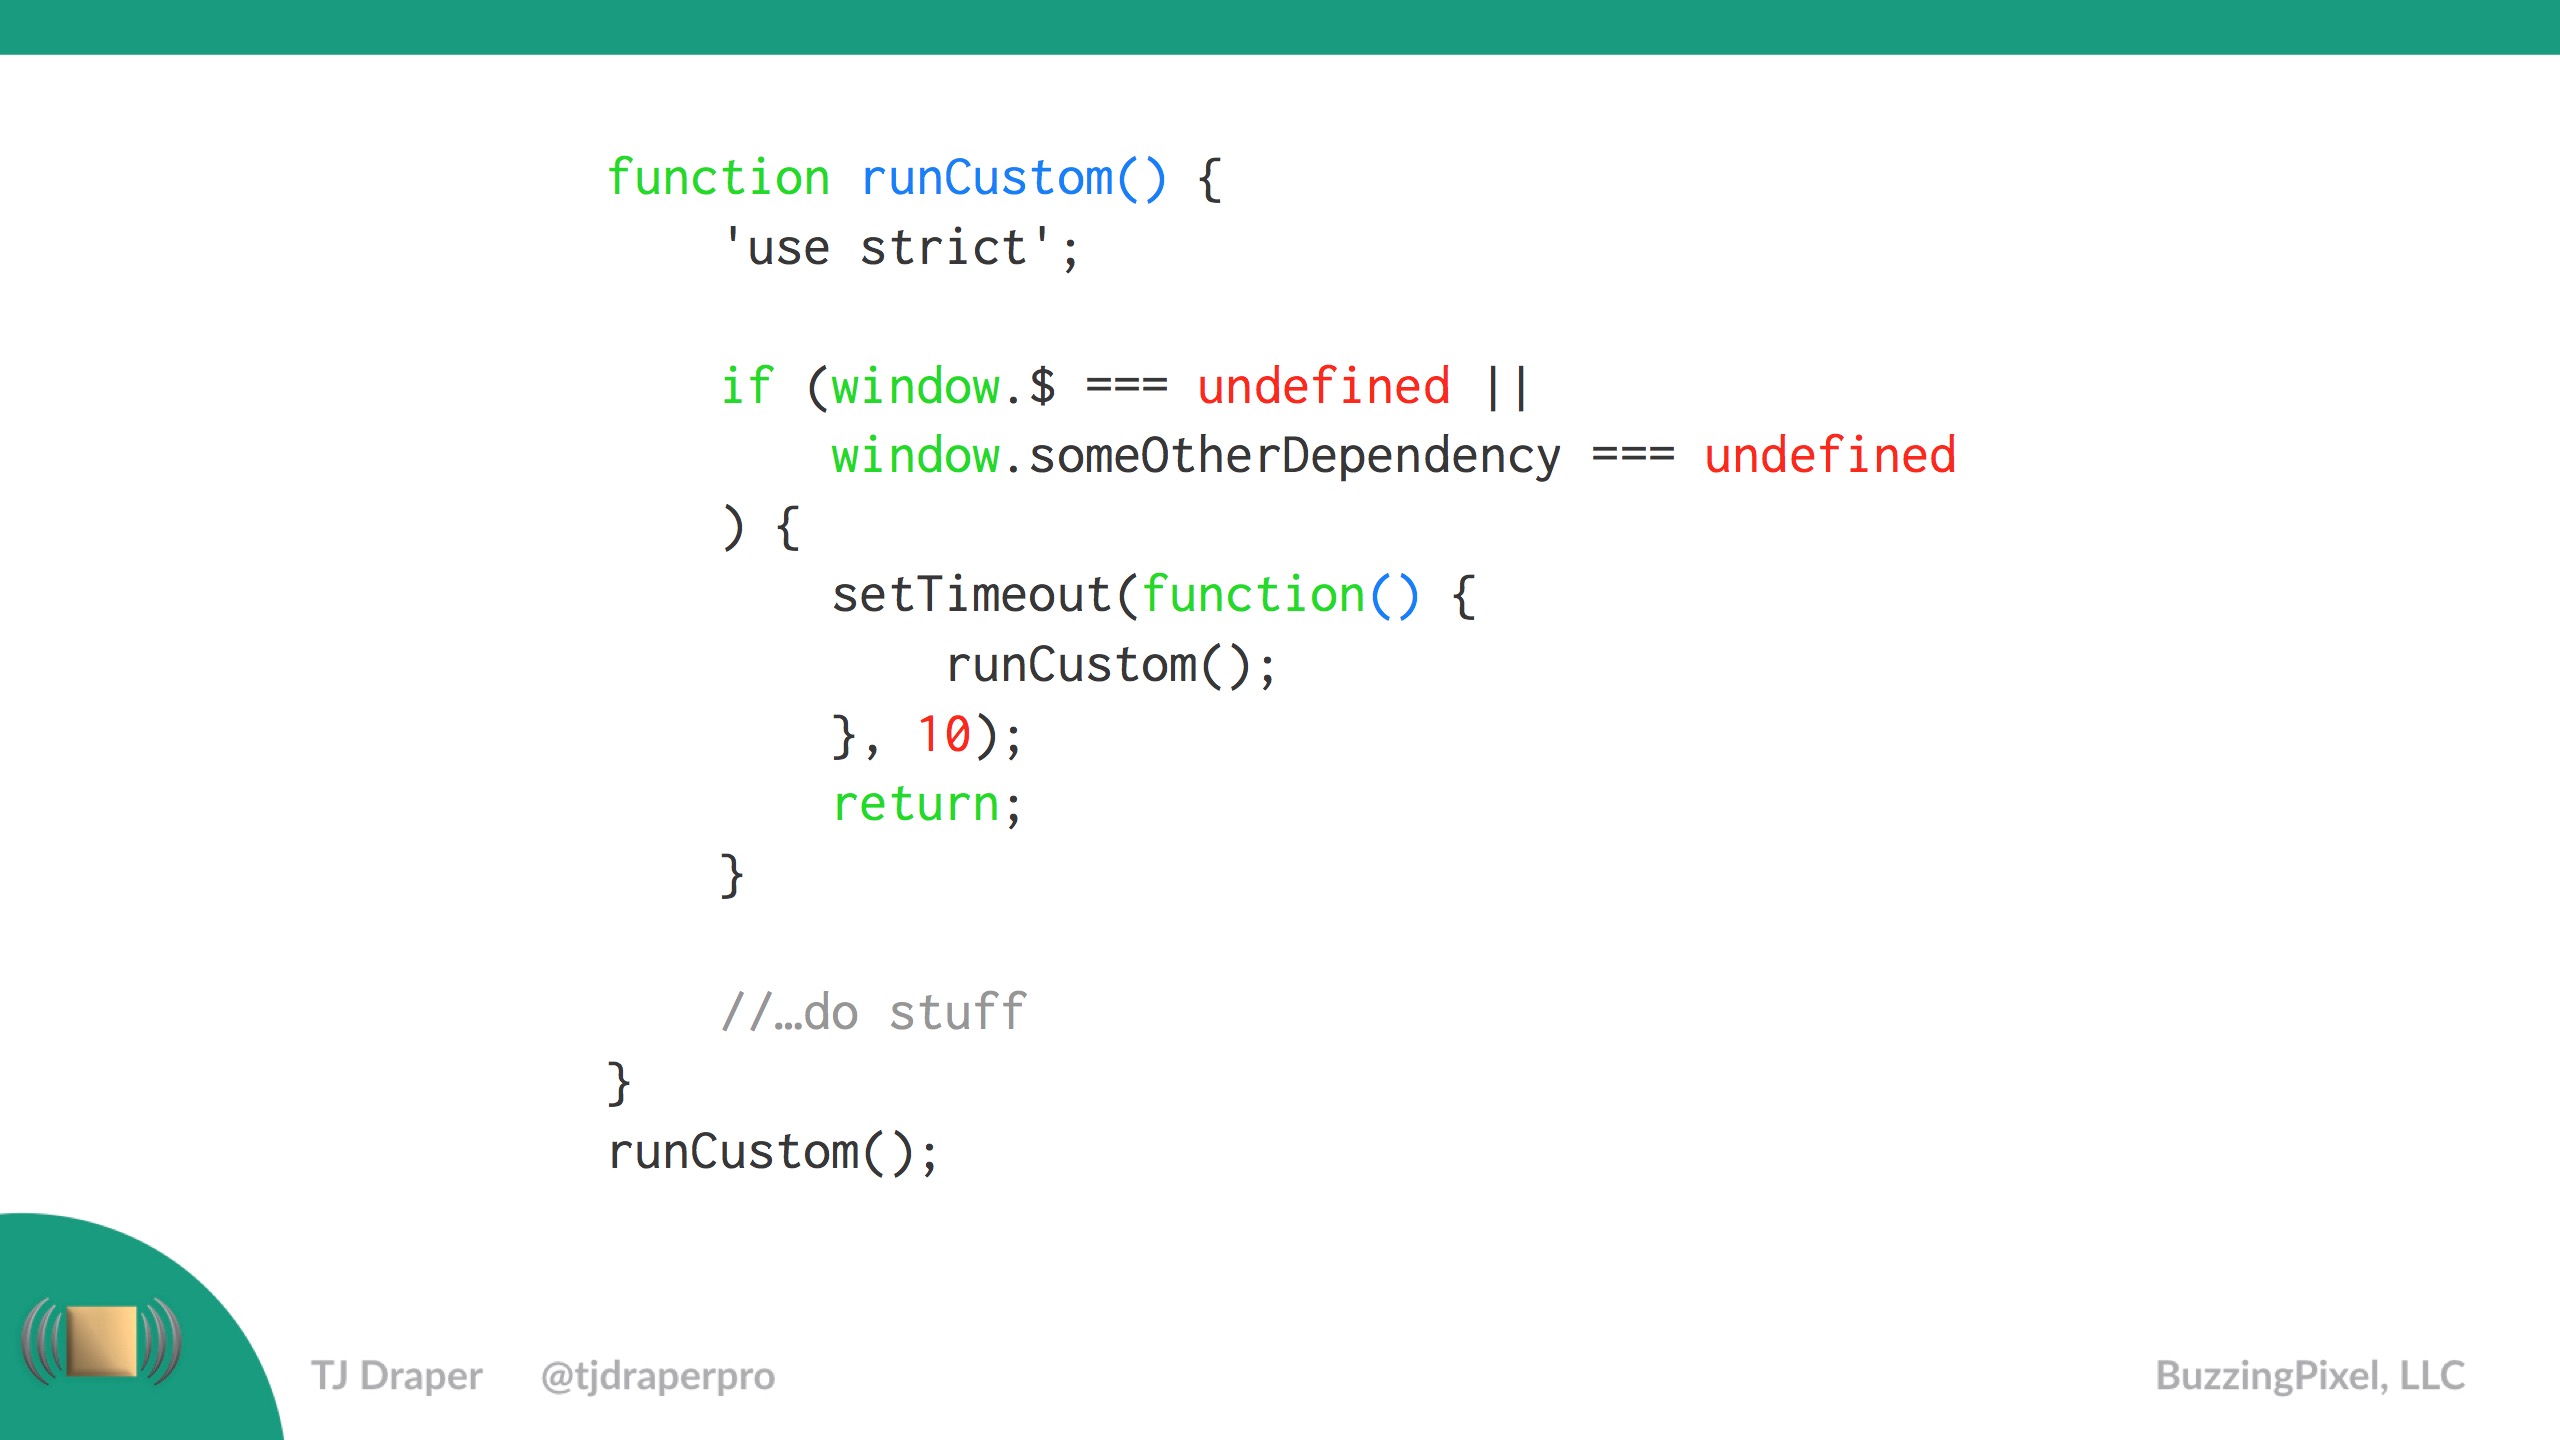 function runCustom() {
    'use strict';

    if (window.$ === undefined ||
        window.someOtherDependency === undefined
    ) {
        setTimeout(function() {
            runCustom();
        }, 10);
        return;
    }

    //…do stuff
}
runCustom();
TJ Draper @tjdraperpro BuzzingPixel, LLC